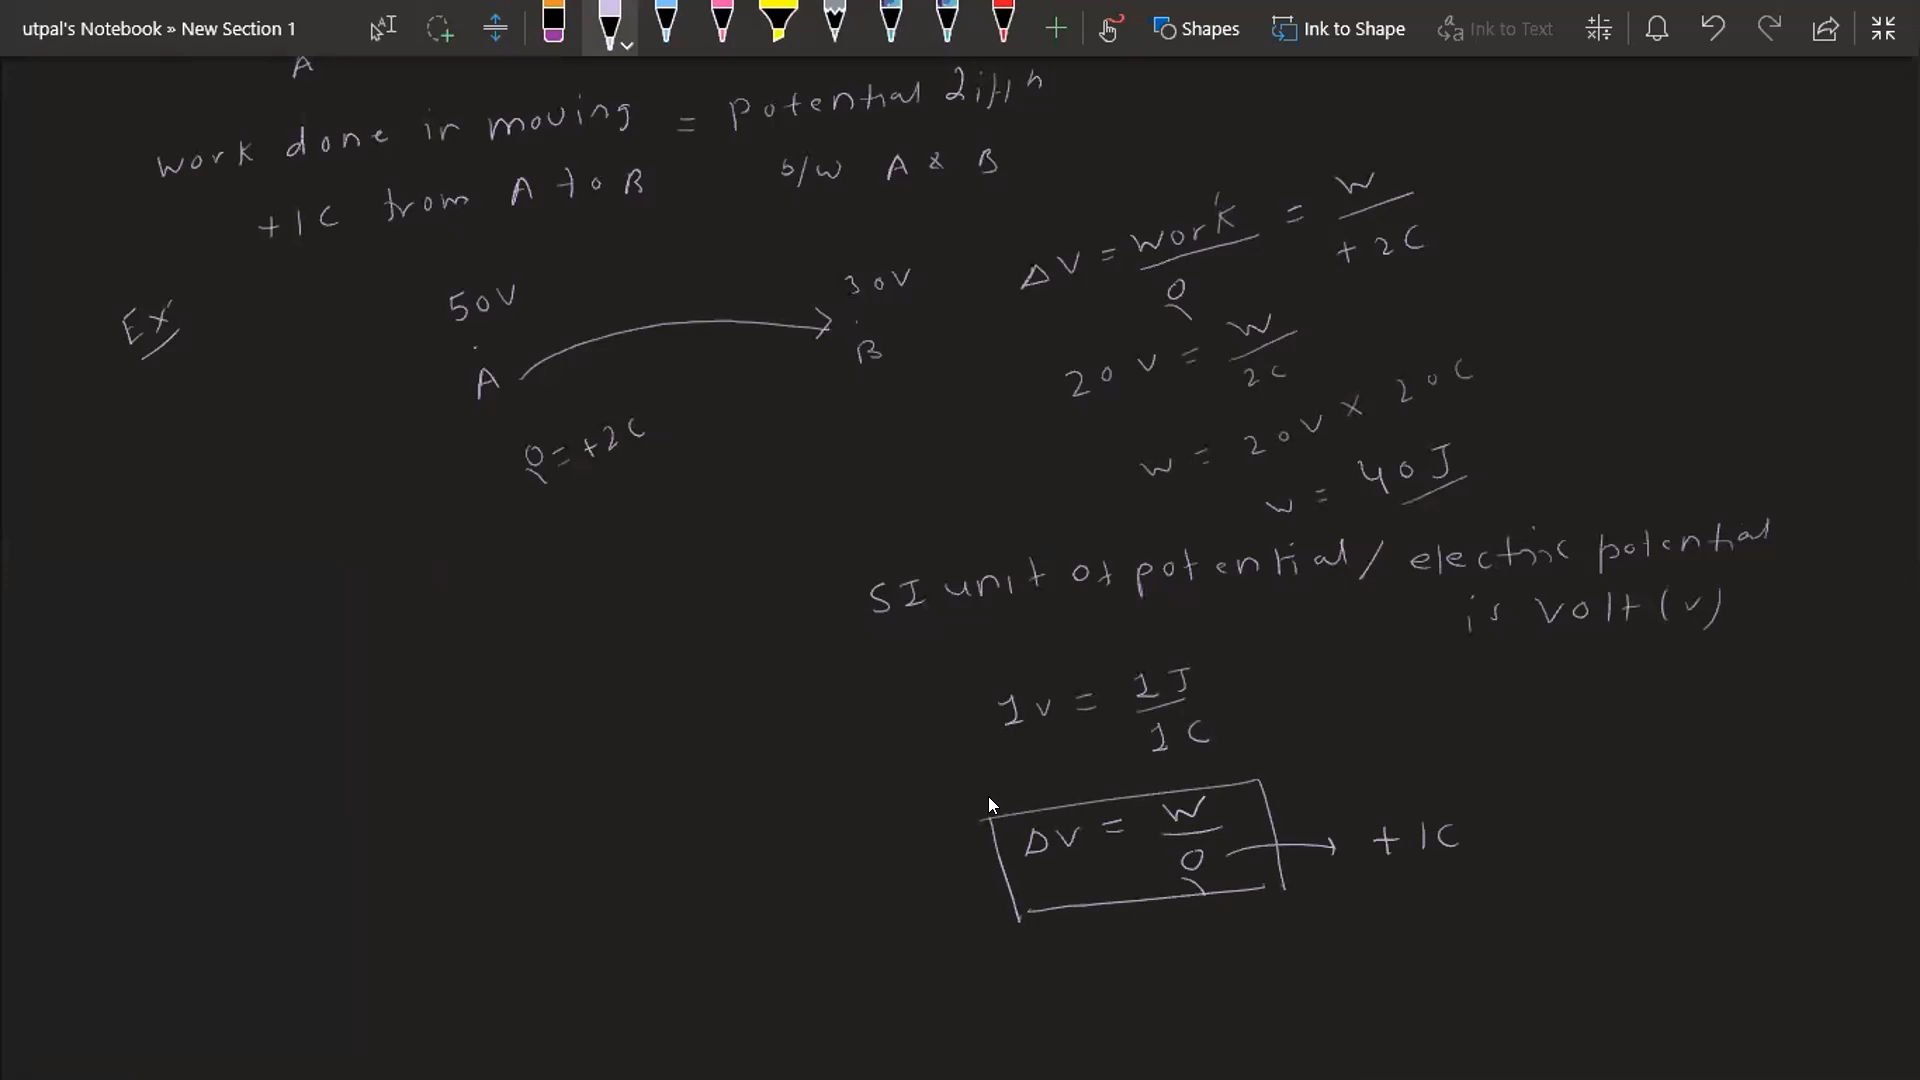 utpal's Notebook » New Section 1
Shapes
Ink to Shape
Ink to Text
A
work done in moving = Potential diffn
+1C from A to B b/w A & B
ΔV = Work/Q = W/+2C
Ex
50V
30V
A
B
Q = +2C
20V = W/2C
W = 20V × 20C
W = 40J
SI unit of potential / electric potential
is volt (v)
1v = 1J/1C
ΔV = W/Q → +1C